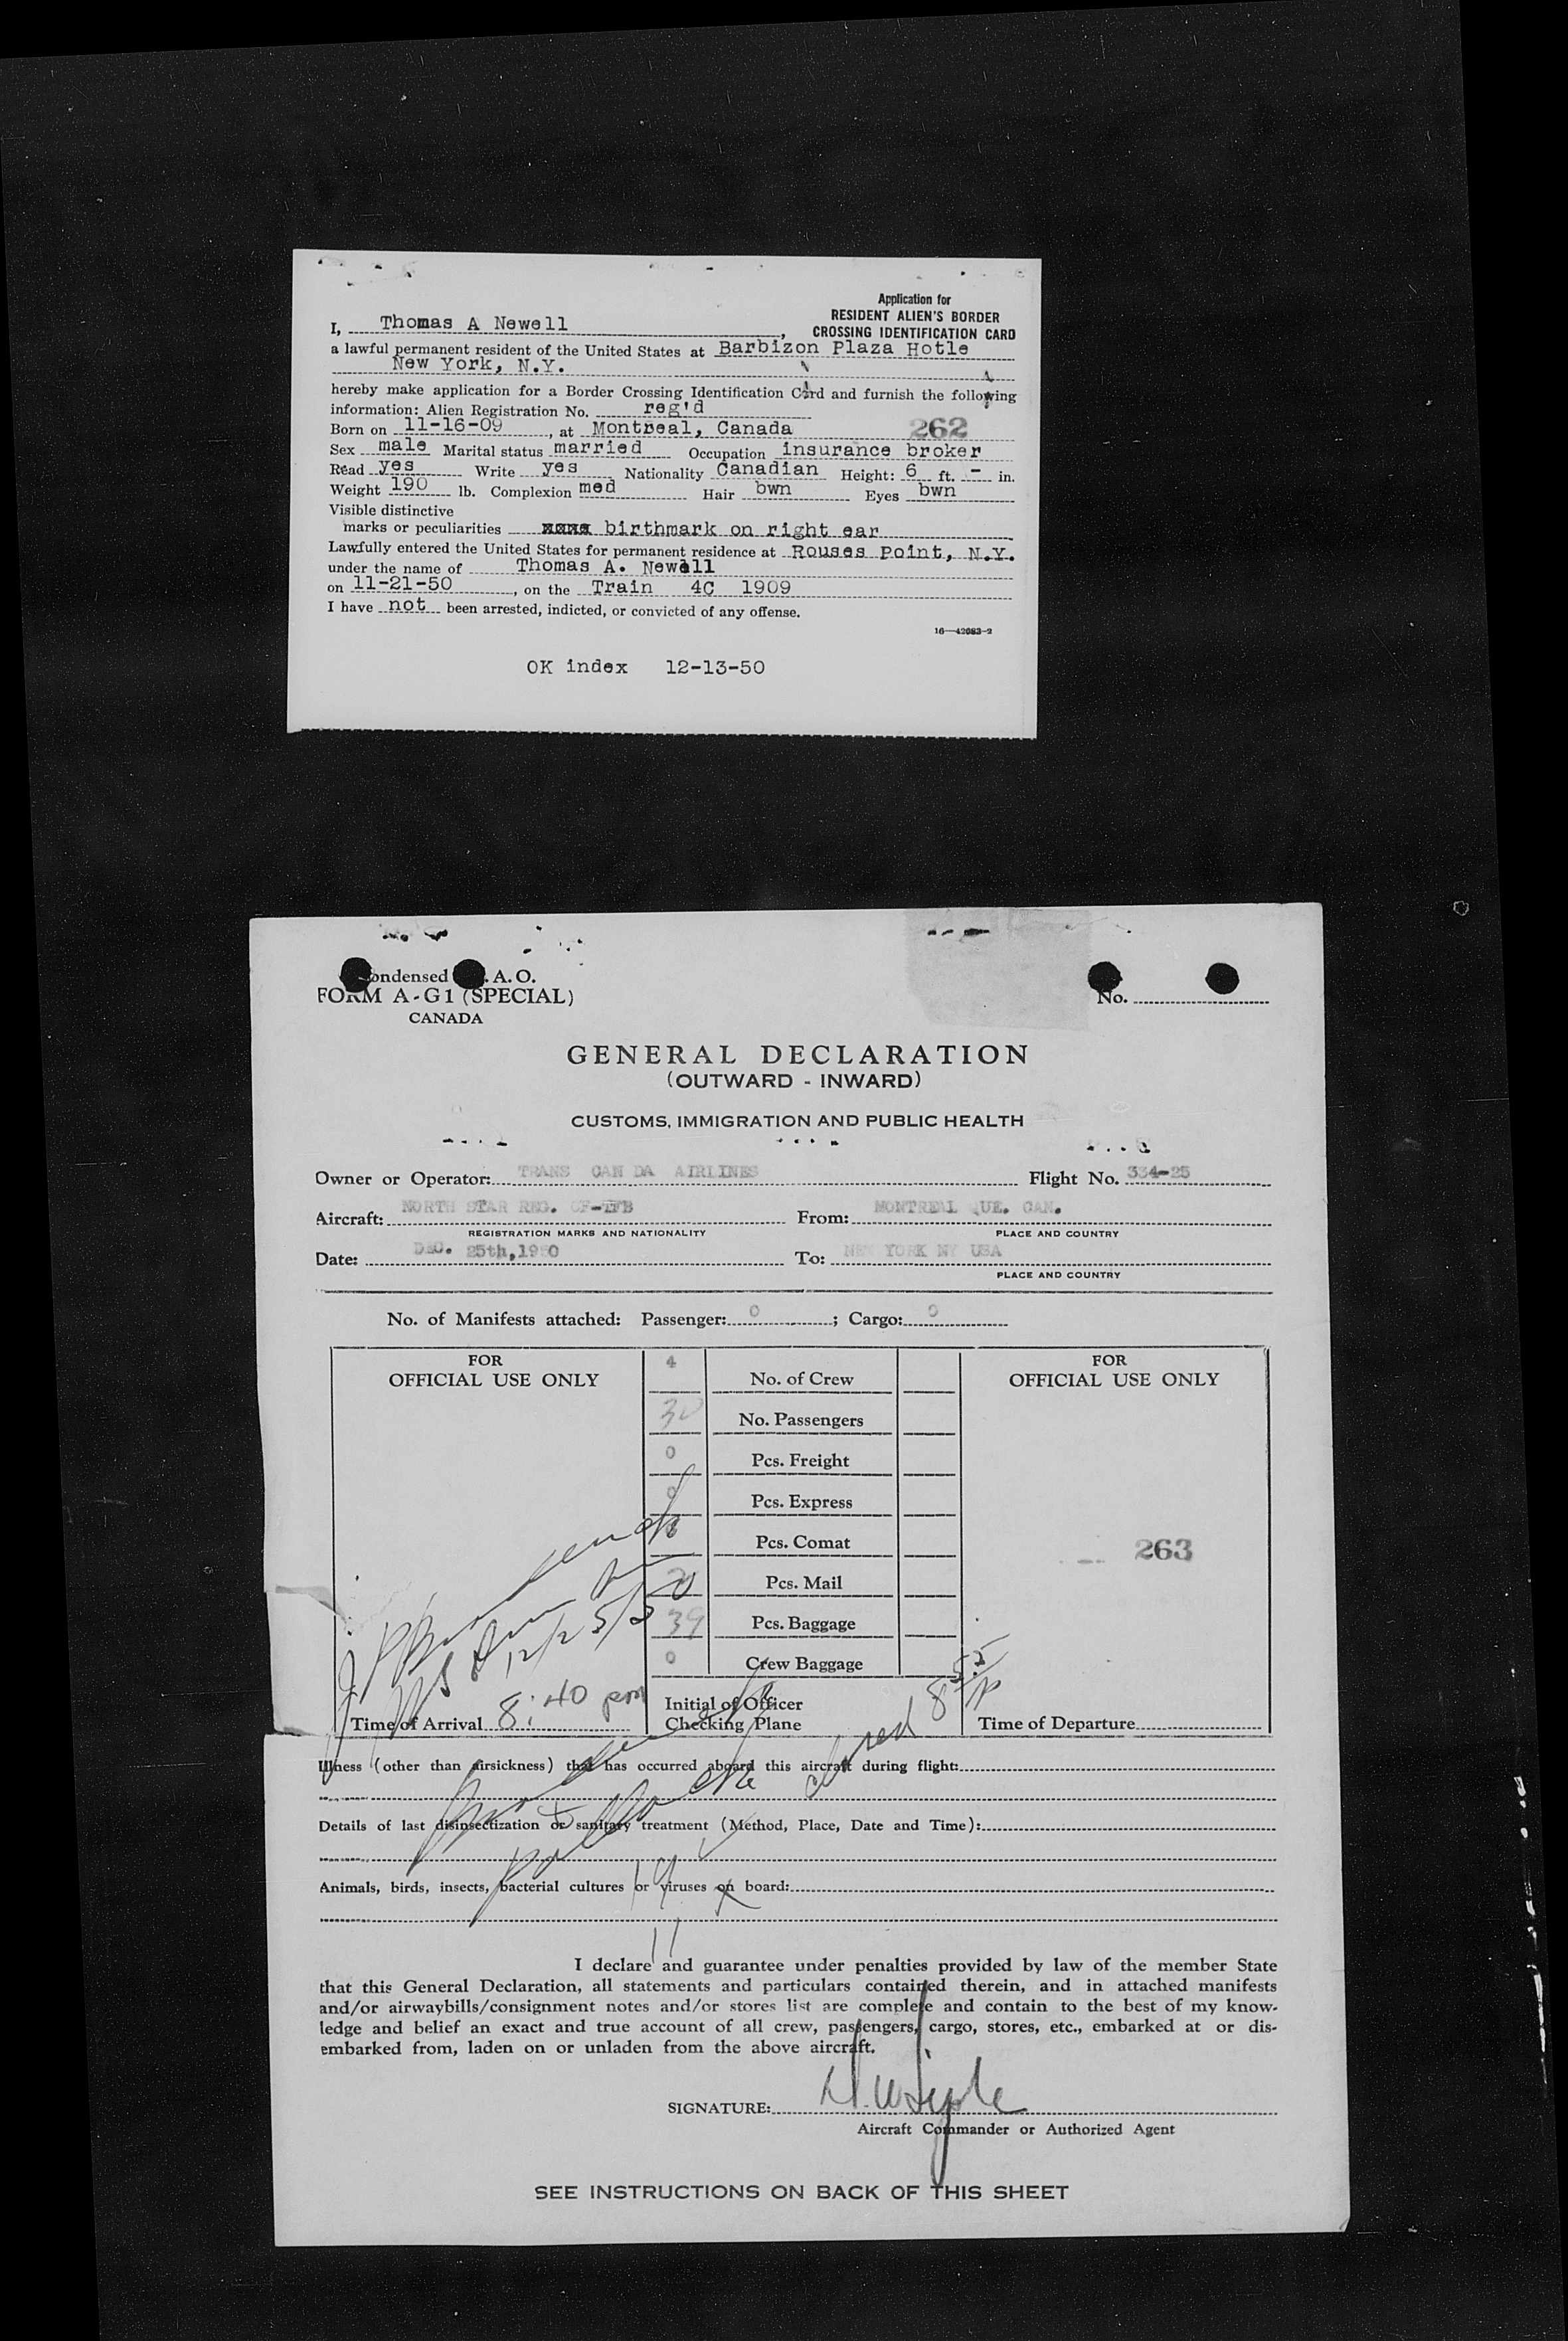 Application for
RESIDENT ALIEN'S BORDER
CROSSING IDENTIFICATION CARD
I, Thomas A Newell,
a lawful permanent resident of the United States at Barbizon Plaza Hotle
New York, N.Y.
hereby make application for a Border Crossing Identification Card and furnish the following
information: Alien Registration No. reg'd
262
Born on 11-16-09, at Montreal, Canada
Sex male Marital status married Occupation insurance broker
Read yes Write yes Nationality Canadian Height: 6 ft. - in.
Weight 190 lb. Complexion med Hair bwn Eyes bwn
Visible distinctive
marks or peculiarities birthmark on right ear
Lawfully entered the United States for permanent residence at Rouses Point, N.Y.
under the name of Thomas A. Newell
on 11-21-50, on the Train 4C 1909
I have not been arrested, indicted, or convicted of any offense.
16—42083-2
OK index 12-13-50
ondensed .A.O.
FORM A-G1 (SPECIAL)
CANADA
No.
GENERAL DECLARATION
(OUTWARD - INWARD)
CUSTOMS, IMMIGRATION AND PUBLIC HEALTH
Owner or Operator: TRANS CAN DA AIRLINES Flight No. 334-25
Aircraft: NORTH STAR REG. CF-TFB From: MONTREAL QUE. CAN.
REGISTRATION MARKS AND NATIONALITY PLACE AND COUNTRY
Date: DEC. 25th,1950 To: NEW YORK NY USA
PLACE AND COUNTRY
No. of Manifests attached: Passenger: 0; Cargo: 0
FOR OFFICIAL USE ONLY
4 No. of Crew
FOR OFFICIAL USE ONLY
30 No. Passengers
0 Pcs. Freight
0 Pcs. Express
Pcs. Comat
263
Pcs. Mail
39 Pcs. Baggage
0 Crew Baggage
12/25/50
Time of Arrival 8:40 pm
Initial of Officer
Checking Plane
8 55 P
Time of Departure
Illness (other than airsickness) that has occurred aboard this aircraft during flight:
Details of last disinsectization or sanitary treatment (Method, Place, Date and Time):
Animals, birds, insects, bacterial cultures or viruses on board:
19
11
I declare and guarantee under penalties provided by law of the member State
that this General Declaration, all statements and particulars contained therein, and in attached manifests
and/or airwaybills/consignment notes and/or stores list are complete and contain to the best of my know-
ledge and belief an exact and true account of all crew, passengers, cargo, stores, etc., embarked at or dis-
embarked from, laden on or unladen from the above aircraft.
SIGNATURE:
Aircraft Commander or Authorized Agent
SEE INSTRUCTIONS ON BACK OF THIS SHEET